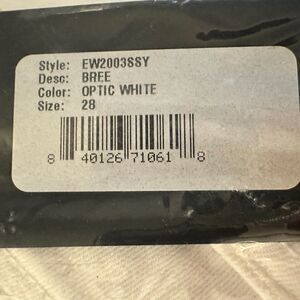 Style: EW2003SSY
Desc: BREE
Color: OPTIC WHITE
Size: 28
8 40126 71061 8